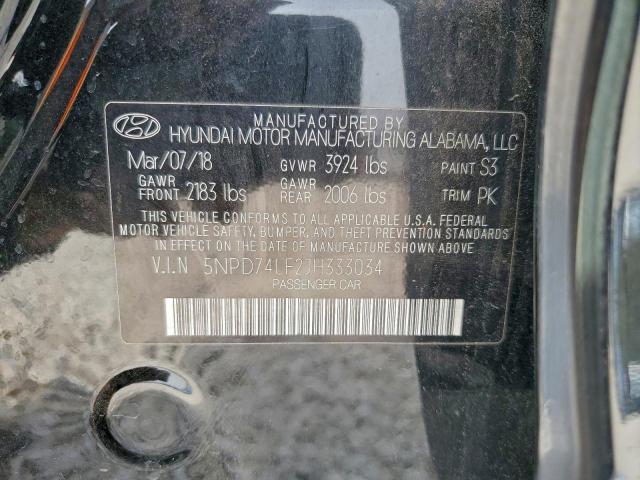 MANUFACTURED BY
HYUNDAI MOTOR MANUFACTURING ALABAMA, LLC
Mar/07/18 GVWR 3924 lbs PAINT S3
GAWR FRONT 2183 lbs GAWR REAR 2006 lbs TRIM PK
THIS VEHICLE CONFORMS TO ALL APPLICABLE U.S.A. FEDERAL
MOTOR VEHICLE SAFETY, BUMPER, AND THEFT PREVENTION STANDARDS
IN EFFECT ON THE DATE OF MANUFACTURE SHOWN ABOVE.
V.I.N 5NPD74LF2JH333034
PASSENGER CAR